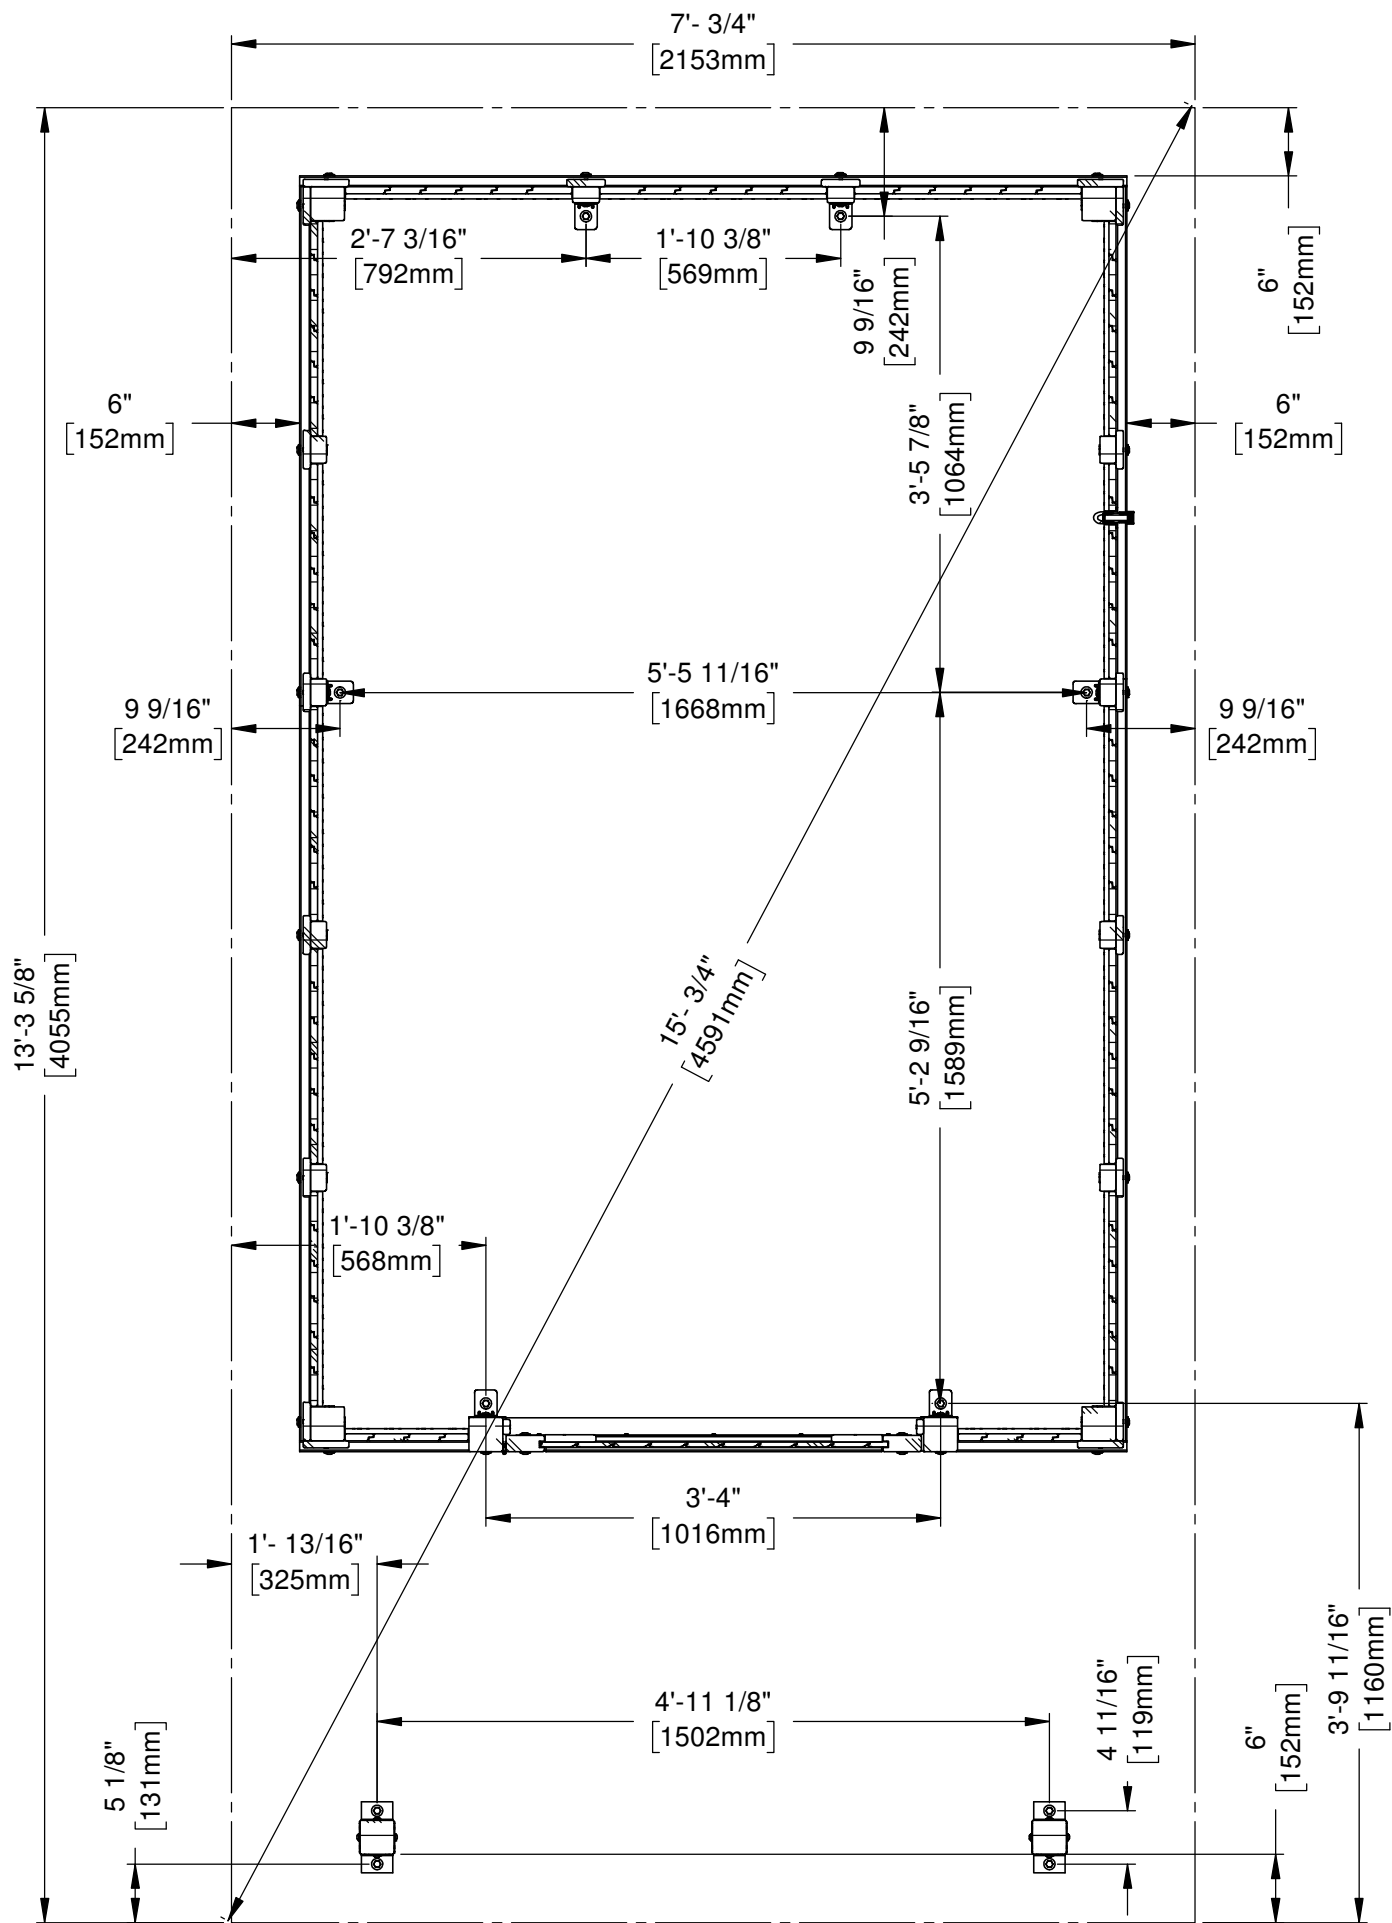 7'- 3/4"
[2153mm]
2'-7 3/16"
[792mm]
1'-10 3/8"
[569mm]
9 9/16"
[242mm]
6"
[152mm]
6"
[152mm]
3'-5 7/8"
[1064mm]
6"
[152mm]
5'-5 11/16"
[1668mm]
9 9/16"
[242mm]
9 9/16"
[242mm]
13'-3 5/8"
[4055mm]
15'- 3/4"
[4591mm]
5'-2 9/16"
[1589mm]
1'-10 3/8"
[568mm]
3'-4"
[1016mm]
1'- 13/16"
[325mm]
4'-11 1/8"
[1502mm]
4 11/16"
[119mm]
6"
[152mm]
3'-9 11/16"
[1160mm]
5 1/8"
[131mm]